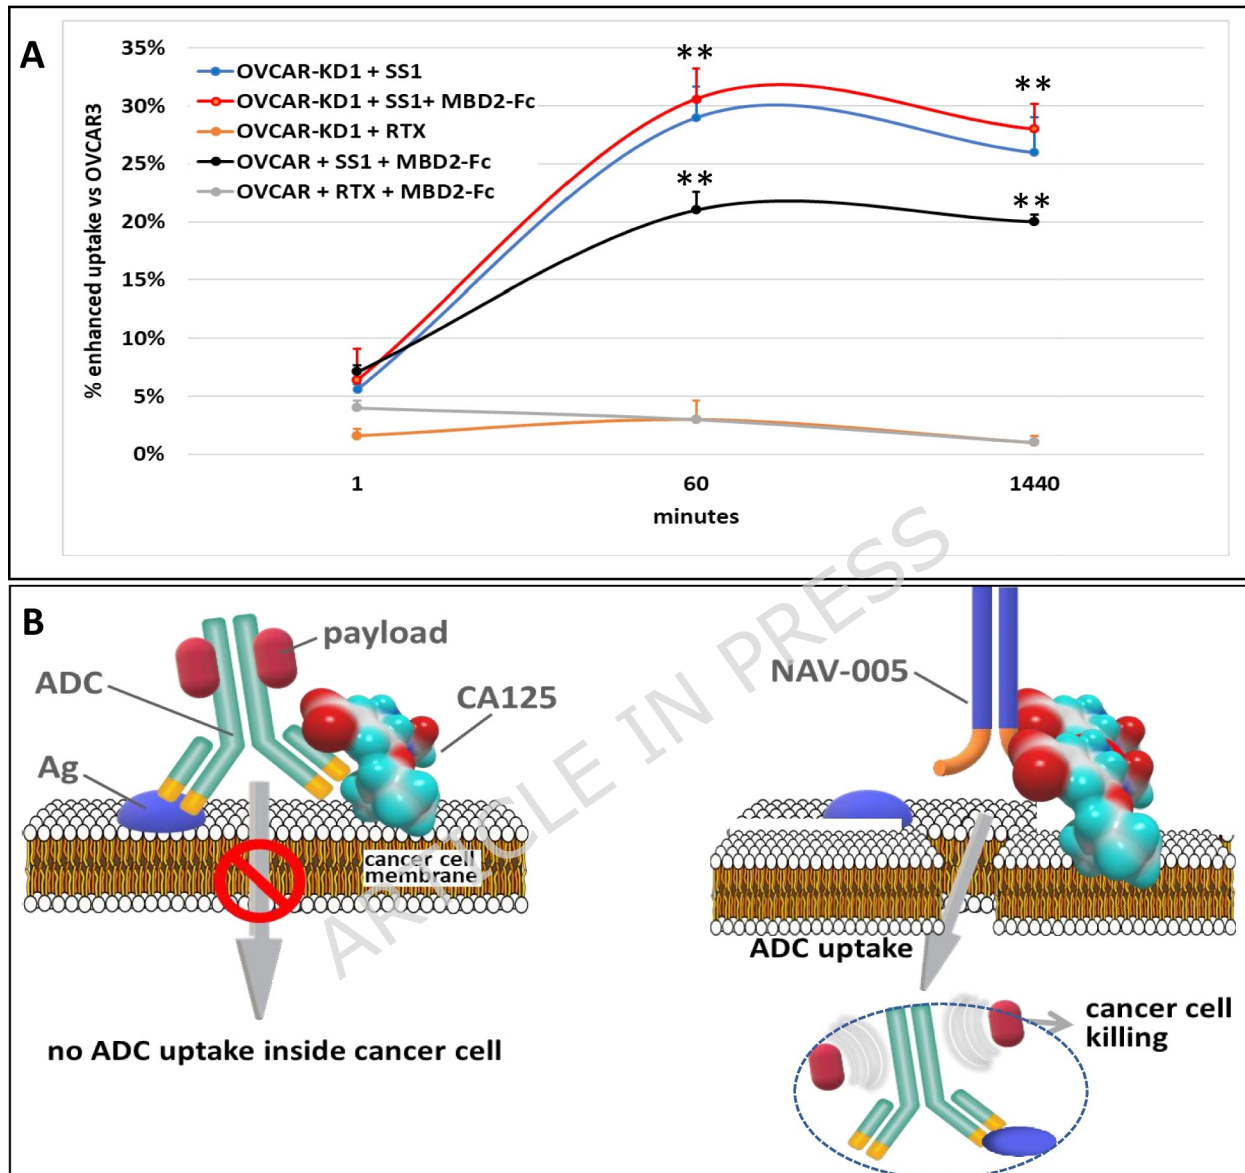 A
35%
30%
25%
20%
15%
10%
5%
0%
% enhanced uptake vs OVCAR3
OVCAR-KD1 + SS1
OVCAR-KD1 + SS1+ MBD2-Fc
OVCAR-KD1 + RTX
OVCAR + SS1 + MBD2-Fc
OVCAR + RTX + MBD2-Fc
**
**
**
**
1
60
1440
minutes
ARTICLE IN PRESS
B
payload
ADC
CA125
Ag
cancer cell
membrane
no ADC uptake inside cancer cell
NAV-005
ADC uptake
cancer cell
killing